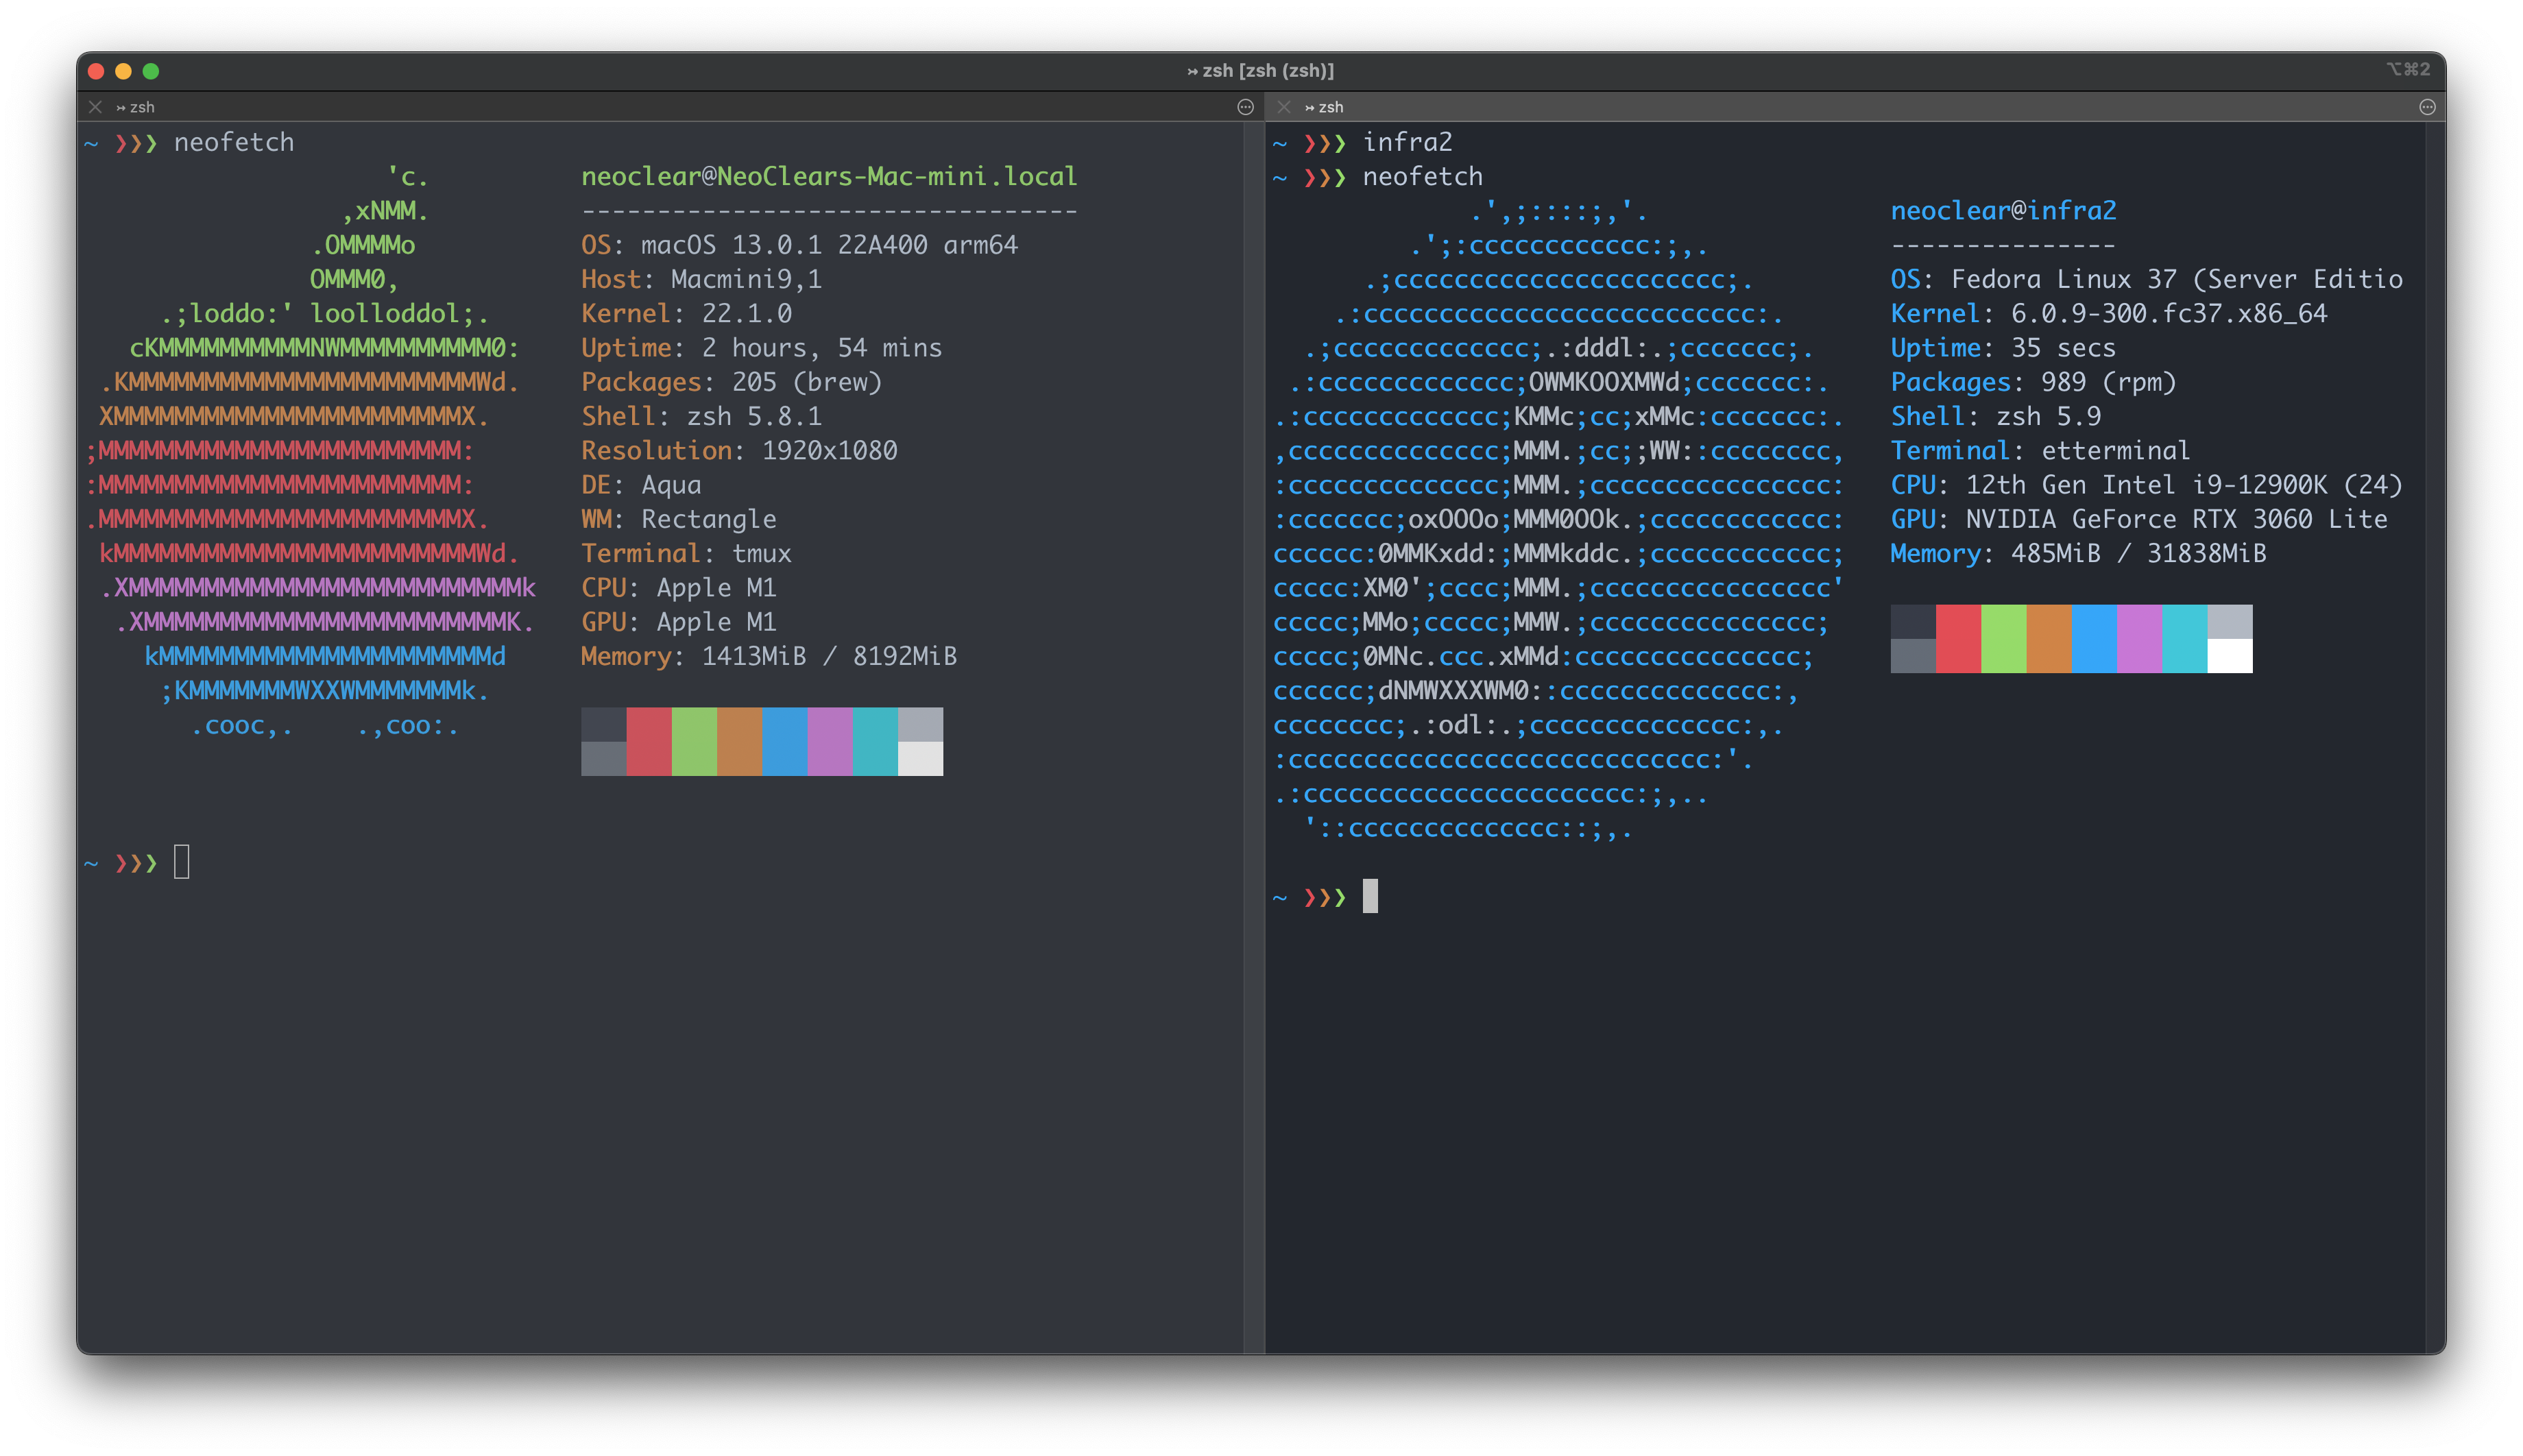 ↣ zsh [zsh (zsh)]
⌥⌘2
↣ zsh
~ ❯❯❯ neofetch
'c.
neoclear@NeoClears-Mac-mini.local
,xNMM.
---------------------------------
.OMMMMo
OS: macOS 13.0.1 22A400 arm64
OMMM0,
Host: Macmini9,1
.;loddo:' loolloddol;.
Kernel: 22.1.0
cKMMMMMMMMMMNWMMMMMMMMMM0:
Uptime: 2 hours, 54 mins
.KMMMMMMMMMMMMMMMMMMMMMMMWd.
Packages: 205 (brew)
XMMMMMMMMMMMMMMMMMMMMMMMX.
Shell: zsh 5.8.1
;MMMMMMMMMMMMMMMMMMMMMMMM:
Resolution: 1920x1080
:MMMMMMMMMMMMMMMMMMMMMMMM:
DE: Aqua
.MMMMMMMMMMMMMMMMMMMMMMMMX.
WM: Rectangle
kMMMMMMMMMMMMMMMMMMMMMMMMWd.
Terminal: tmux
.XMMMMMMMMMMMMMMMMMMMMMMMMMMk
CPU: Apple M1
.XMMMMMMMMMMMMMMMMMMMMMMMMK.
GPU: Apple M1
kMMMMMMMMMMMMMMMMMMMMMMd
Memory: 1413MiB / 8192MiB
;KMMMMMMMWXXWMMMMMMMk.
.cooc,.    .,coo:.
~ ❯❯❯
↣ zsh
~ ❯❯❯ infra2
~ ❯❯❯ neofetch
.',;::::;,'.
neoclear@infra2
.';:cccccccccccc:;,.
---------------
.;cccccccccccccccccccccc;.
OS: Fedora Linux 37 (Server Editio
.:cccccccccccccccccccccccccc:.
Kernel: 6.0.9-300.fc37.x86_64
.;ccccccccccccc;.:dddl:.;ccccccc;.
Uptime: 35 secs
.:ccccccccccccc;OWMKOOXMWd;ccccccc:.
Packages: 989 (rpm)
.:ccccccccccccc;KMMc;cc;xMMc:ccccccc:.
Shell: zsh 5.9
,cccccccccccccc;MMM.;cc;;WW::cccccccc,
Terminal: etterminal
:cccccccccccccc;MMM.;cccccccccccccccc:
CPU: 12th Gen Intel i9-12900K (24)
:ccccccc;oxOOOo;MMM0OOk.;cccccccccccc:
GPU: NVIDIA GeForce RTX 3060 Lite
cccccc:0MMKxdd:;MMMkddc.;cccccccccccc;
Memory: 485MiB / 31838MiB
ccccc:XM0';cccc;MMM.;cccccccccccccccc'
ccccc;MMo;ccccc;MMW.;ccccccccccccccc;
ccccc;0MNc.ccc.xMMd:ccccccccccccccc;
cccccc;dNMWXXXWM0::cccccccccccccc:,
cccccccc;.:odl:.;cccccccccccccc:,.
:cccccccccccccccccccccccccccc:'.
.:cccccccccccccccccccccc:;,..
'::cccccccccccccc::;,.
~ ❯❯❯